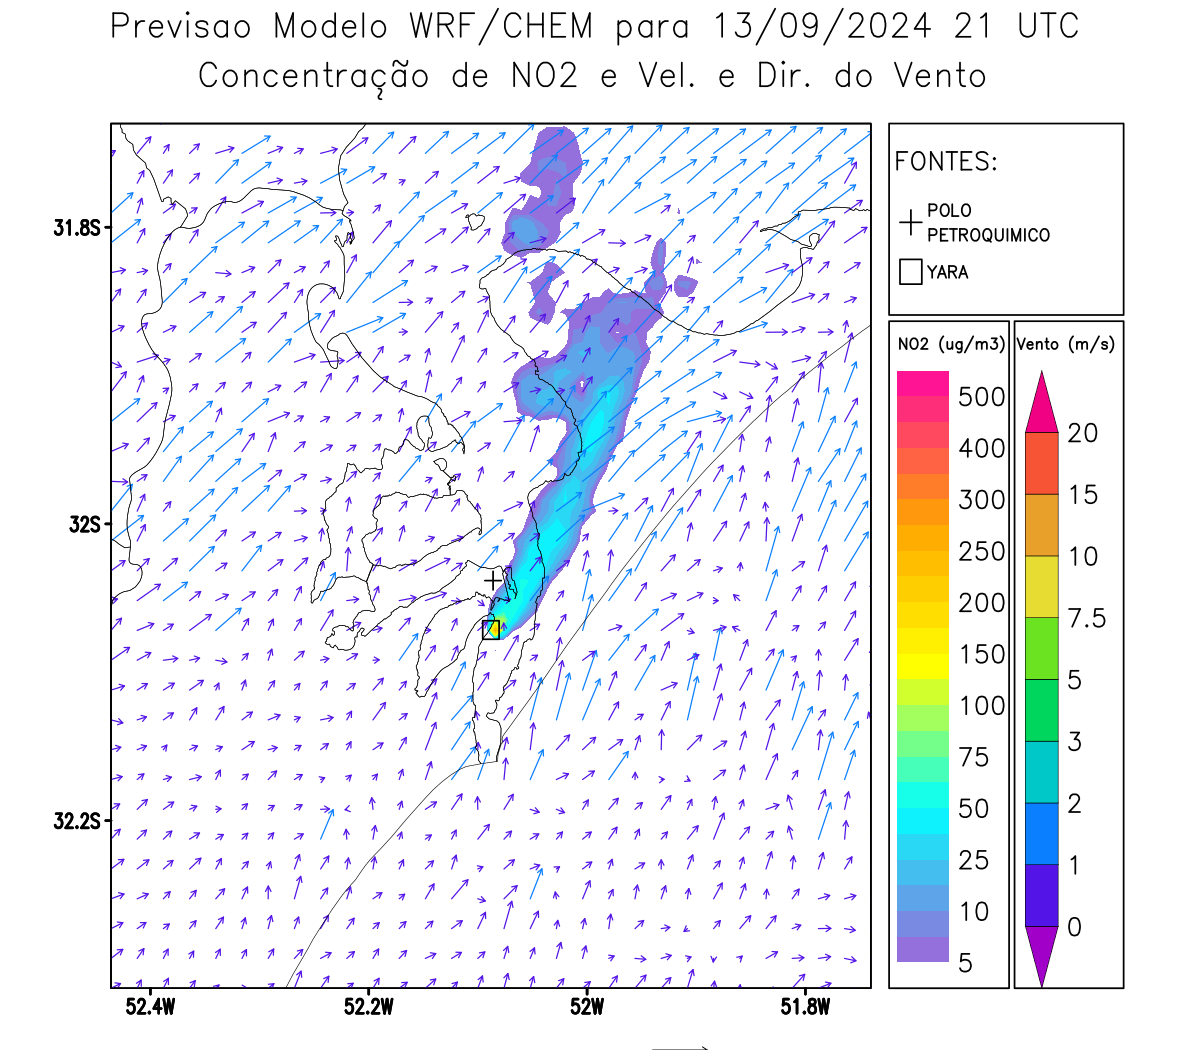 Previsao Modelo WRF/CHEM para 13/09/2024 21 UTC
Concentração de NO2 e Vel. e Dir. do Vento
FONTES:
POLO
PETROQUIMICO
YARA
NO2 (ug/m3)
500
400
300
250
200
150
100
75
50
25
10
5
Vento (m/s)
20
15
10
7.5
5
3
2
1
0
31.8S
32S
32.2S
52.4W
52.2W
52W
51.8W